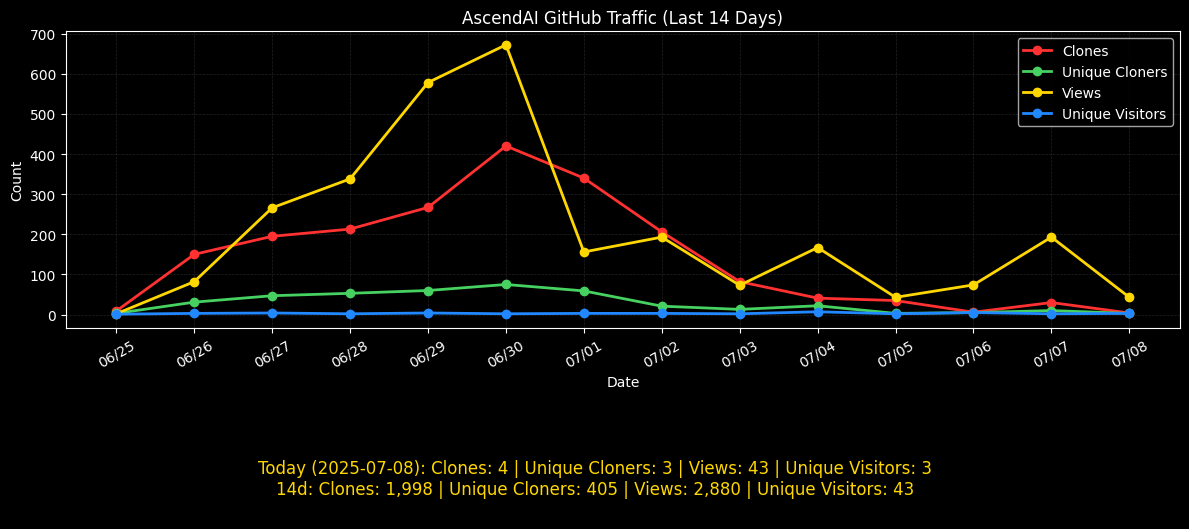 AscendAI GitHub Traffic (Last 14 Days)
700
600
500
400
300
200
100
0
Count
Clones
Unique Cloners
Views
Unique Visitors
06/25
06/26
06/27
06/28
06/29
06/30
07/01
07/02
07/03
07/04
07/05
07/06
07/07
07/08
Date
Today (2025-07-08): Clones: 4 | Unique Cloners: 3 | Views: 43 | Unique Visitors: 3
14d: Clones: 1,998 | Unique Cloners: 405 | Views: 2,880 | Unique Visitors: 43